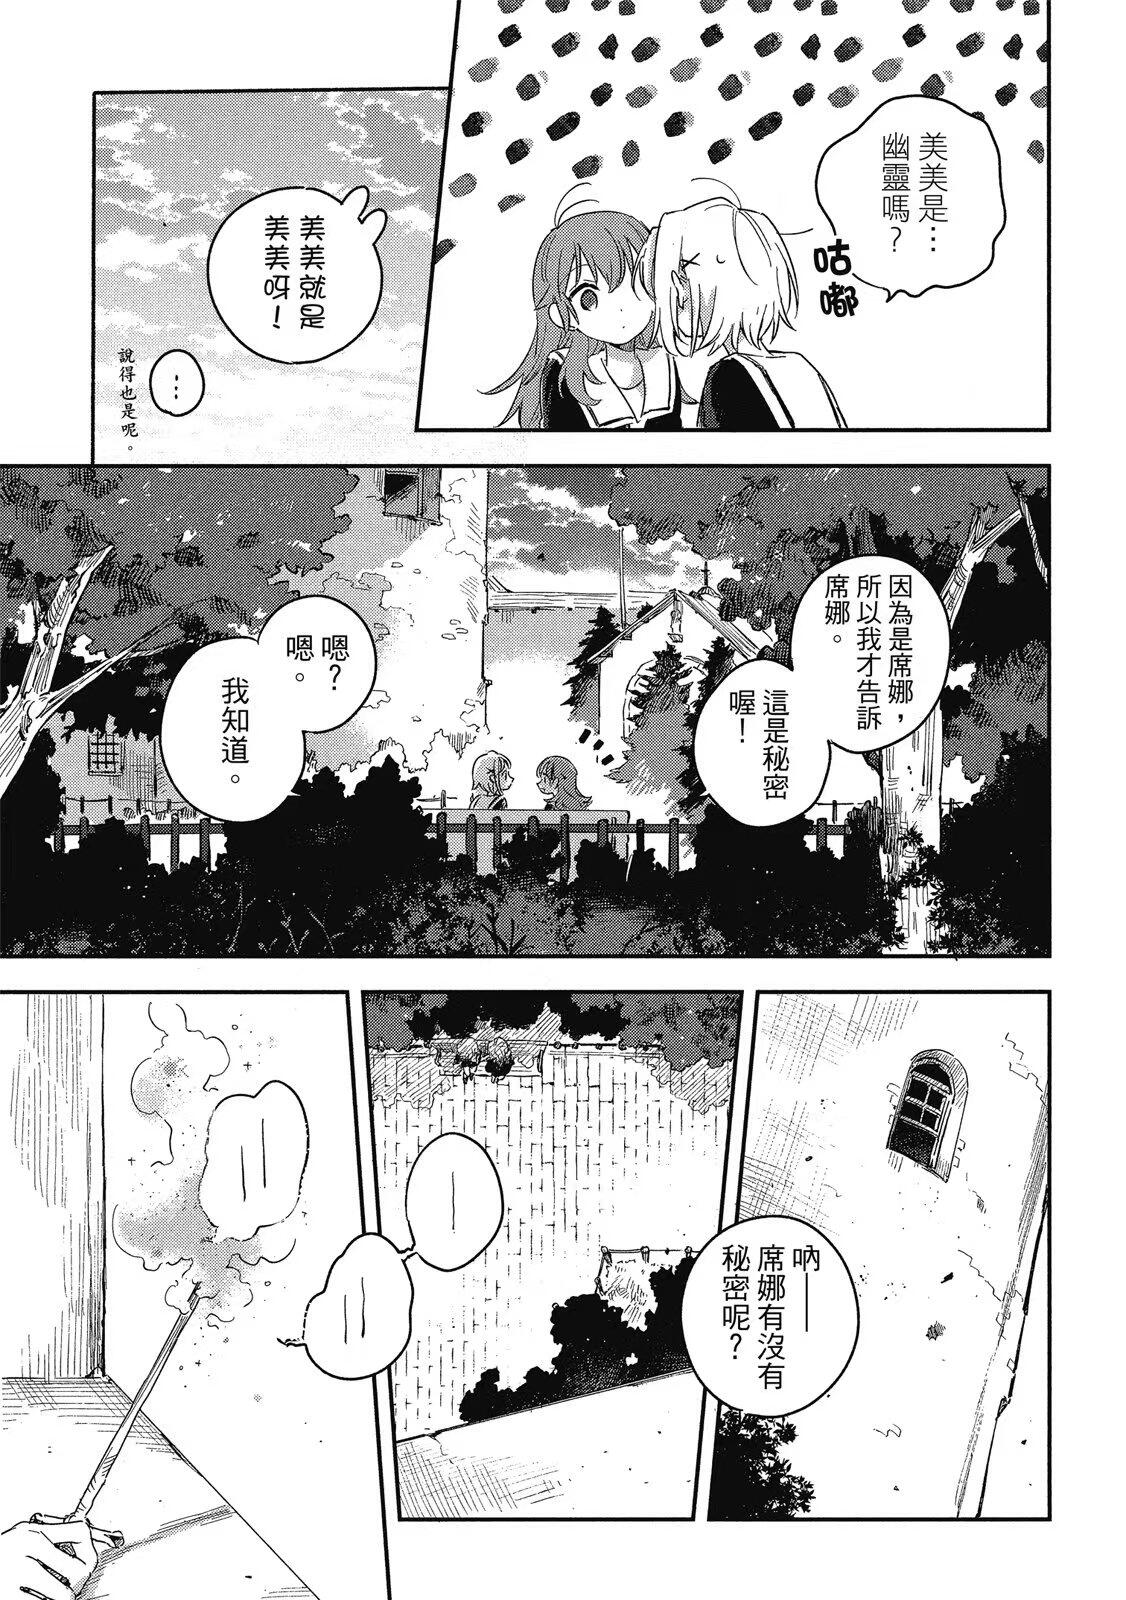 美美是…
幽靈嗎？
咕嘟
美美就是
美美呀！
…
說得也是呢。
因為是席娜，
所以我才告訴
席娜。
這是秘密
喔！
嗯？
嗯。
我知道。
吶——
席娜有沒有
秘密呢？